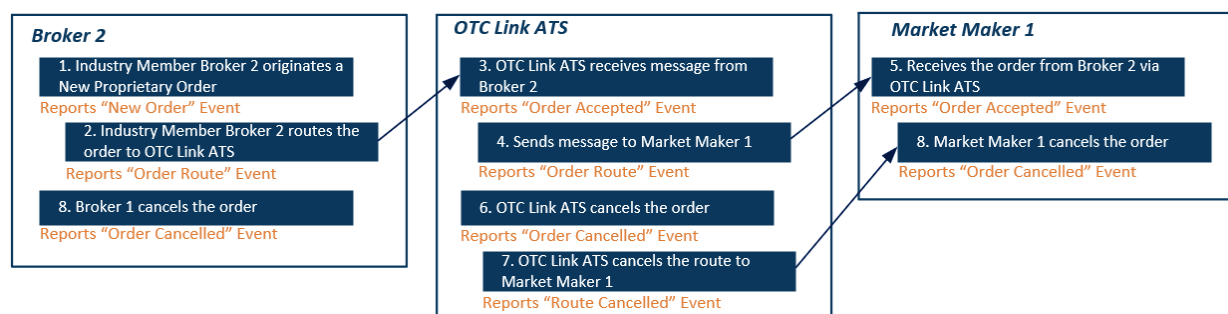 Broker 2
1. Industry Member Broker 2 originates a
New Proprietary Order
Reports “New Order” Event
2. Industry Member Broker 2 routes the
order to OTC Link ATS
Reports “Order Route” Event
8. Broker 1 cancels the order
Reports “Order Cancelled” Event
OTC Link ATS
3. OTC Link ATS receives message from
Broker 2
Reports “Order Accepted” Event
4. Sends message to Market Maker 1
Reports “Order Route” Event
6. OTC Link ATS cancels the order
Reports “Order Cancelled” Event
7. OTC Link ATS cancels the route to
Market Maker 1
Reports “Route Cancelled” Event
Market Maker 1
5. Receives the order from Broker 2 via
OTC Link ATS
Reports “Order Accepted” Event
8. Market Maker 1 cancels the order
Reports “Order Cancelled” Event